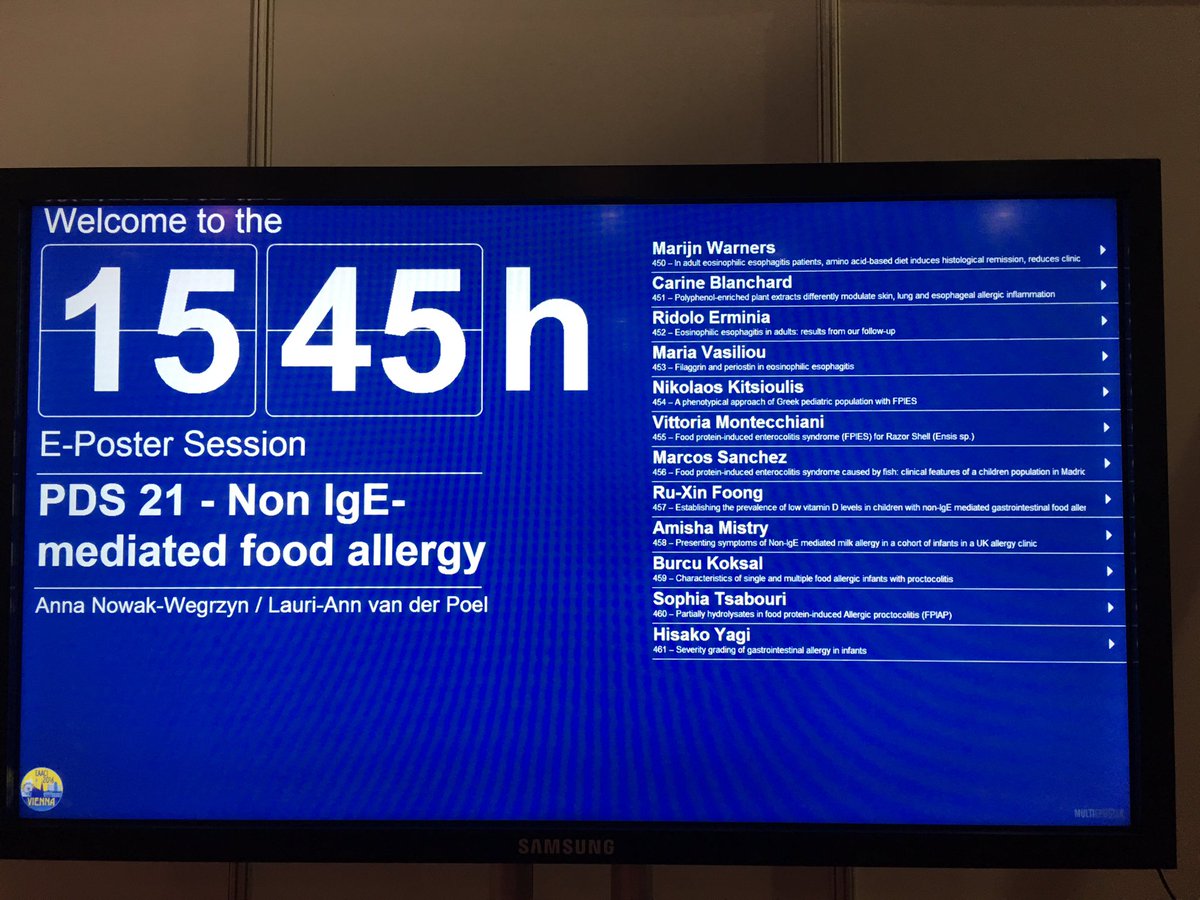 Welcome to the
15 45 h
E-Poster Session
PDS 21 - Non IgE-
mediated food allergy
Anna Nowak-Wegrzyn / Lauri-Ann van der Poel
Marijn Warners
450 – In adult eosinophilic esophagitis patients, amino acid-based diet induces histological remission, reduces clinic
Carine Blanchard
451 – Polyphenol-enriched plant extracts differently modulate skin, lung and esophageal allergic inflammation
Ridolo Erminia
452 – Eosinophilic esophagitis in adults: results from our follow-up
Maria Vasiliou
453 – Filaggrin and periostin in eosinophilic esophagitis
Nikolaos Kitsioulis
454 – A phenotypical approach of Greek pediatric population with FPIES
Vittoria Montecchiani
455 – Food protein-induced enterocolitis syndrome (FPIES) for Razor Shell (Ensis sp.)
Marcos Sanchez
456 – Food protein-induced enterocolitis syndrome caused by fish: clinical features of a children population in Madric
Ru-Xin Foong
457 – Establishing the prevalence of low vitamin D levels in children with non-IgE mediated gastrointestinal food aller
Amisha Mistry
458 – Presenting symptoms of Non-IgE mediated milk allergy in a cohort of infants in a UK allergy clinic
Burcu Koksal
459 – Characteristics of single and multiple food allergic infants with proctocolitis
Sophia Tsabouri
460 – Partially hydrolysates in food protein-induced Allergic proctocolitis (FPIAP)
Hisako Yagi
461 – Severity grading of gastrointestinal allergy in infants
EAACI
2016
VIENNA
SAMSUNG